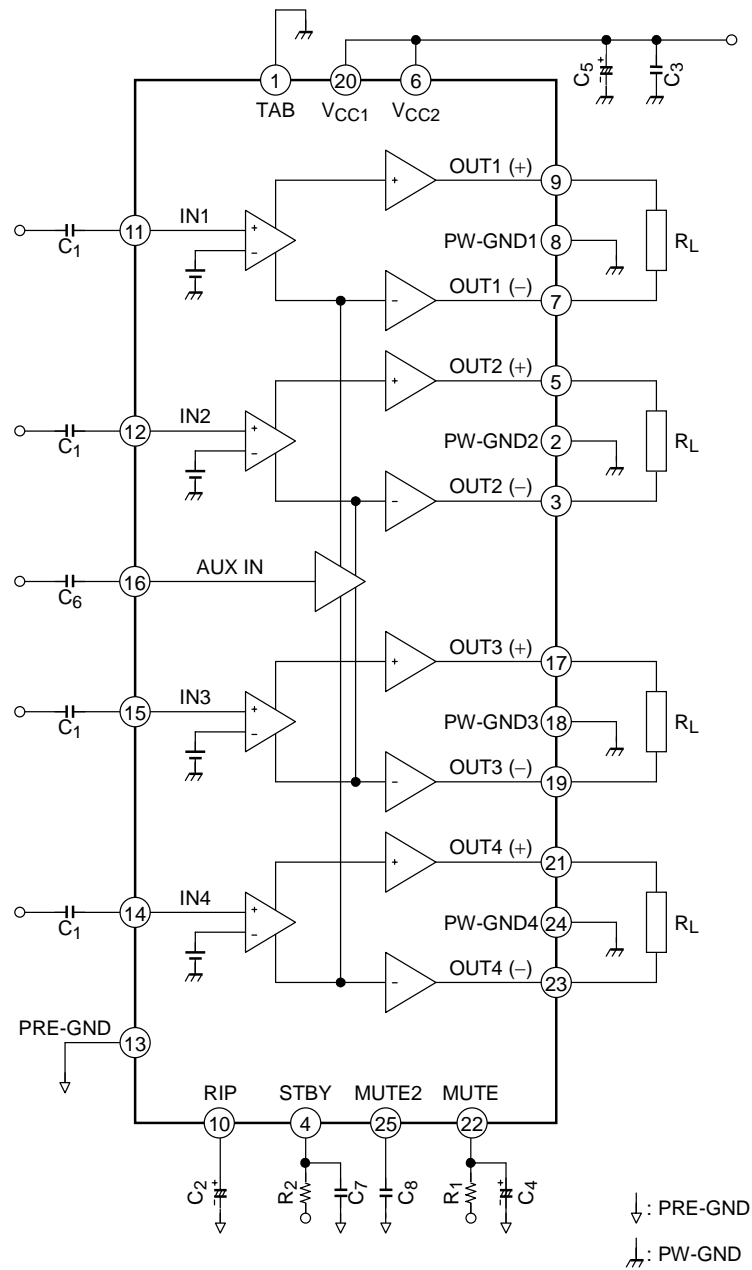 1 20 6
TAB VCC1 VCC2
C5 - + C3
11 IN1 C1 + - + OUT1 (+) 9
PW-GND1 8 RL
- OUT1 (−) 7
12 IN2 C1 + - + OUT2 (+) 5
PW-GND2 2 RL
- OUT2 (−) 3
16 AUX IN C6
15 IN3 C1 + - + OUT3 (+) 17
PW-GND3 18 RL
- OUT3 (−) 19
14 IN4 C1 + - + OUT4 (+) 21
PW-GND4 24 RL
- OUT4 (−) 23
PRE-GND 13
RIP STBY MUTE2 MUTE
10 4 25 22
C2 - + R2 C7 C8 R1 - + C4
: PRE-GND
: PW-GND